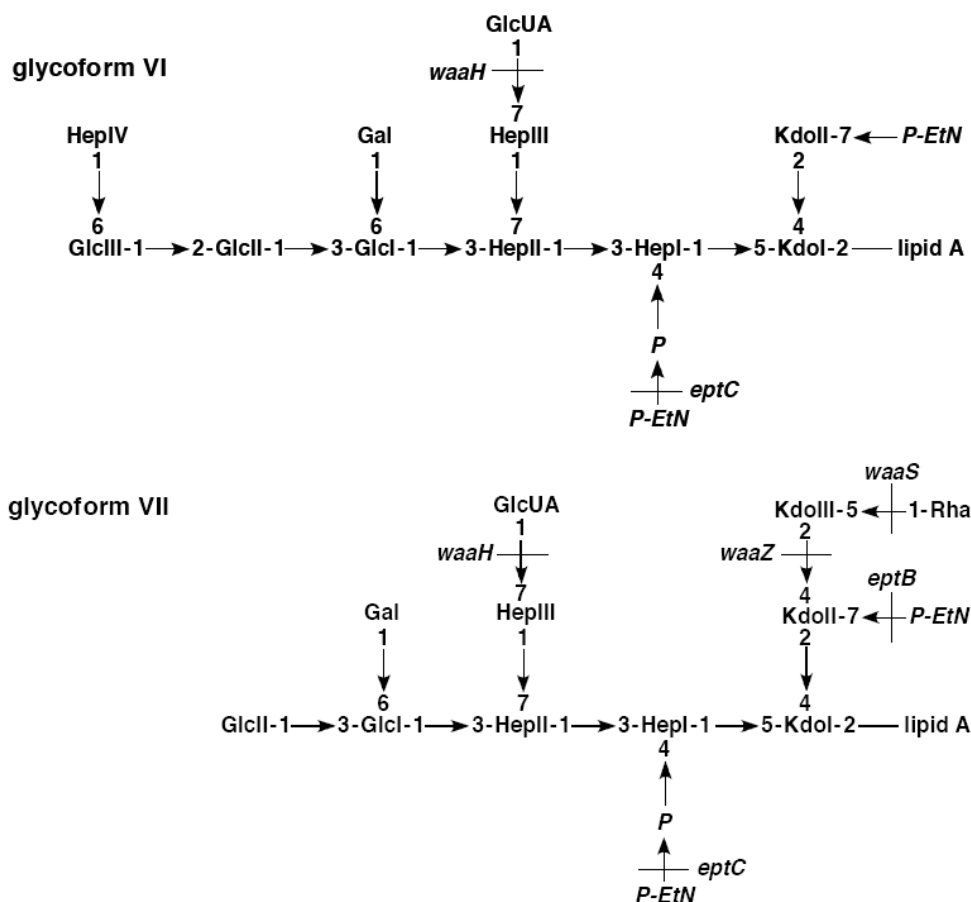 GlcUA
glycoform VI
1
waaH
7
HepIV Gal HepIII KdoII-7 P-EtN
1 1 1 2
6 6 7 4
GlcIII-1 2-GlcII-1 3-GlcI-1 3-HepII-1 3-HepI-1 5-KdoI-2 lipid A
4
P
eptC
P-EtN
waaS
glycoform VII
GlcUA KdoIII-5 1-Rha
1 2
waaH waaZ eptB
7 4
Gal HepIII KdoII-7 P-EtN
1 1 2
6 7 4
GlcII-1 3-GlcI-1 3-HepII-1 3-HepI-1 5-KdoI-2 lipid A
4
P
eptC
P-EtN